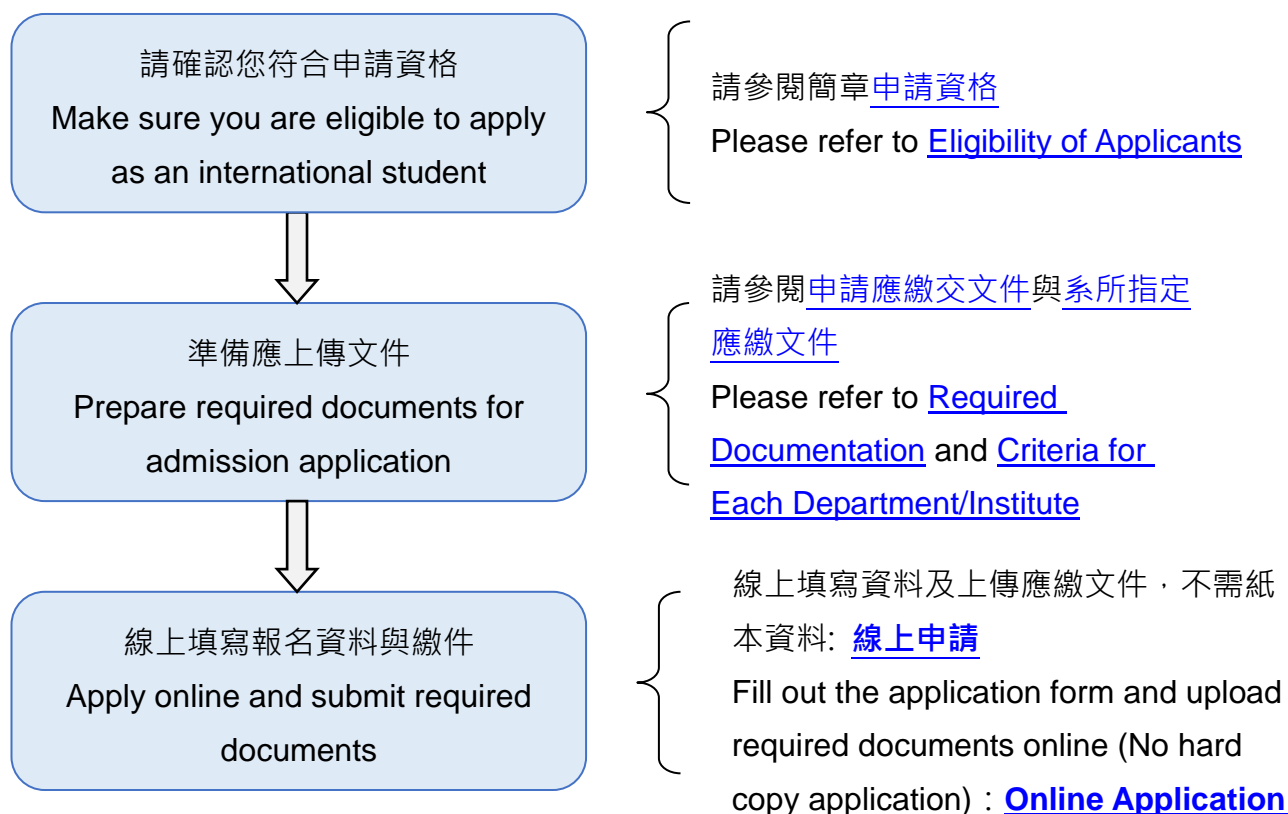 請確認您符合申請資格
Make sure you are eligible to apply
as an international student
請參閱簡章申請資格
Please refer to Eligibility of Applicants
準備應上傳文件
Prepare required documents for
admission application
請參閱申請應繳交文件與系所指定
應繳文件
Please refer to Required
Documentation and Criteria for
Each Department/Institute
線上填寫報名資料與繳件
Apply online and submit required
documents
線上填寫資料及上傳應繳文件，不需紙
本資料: 線上申請
Fill out the application form and upload
required documents online (No hard
copy application)：Online Application